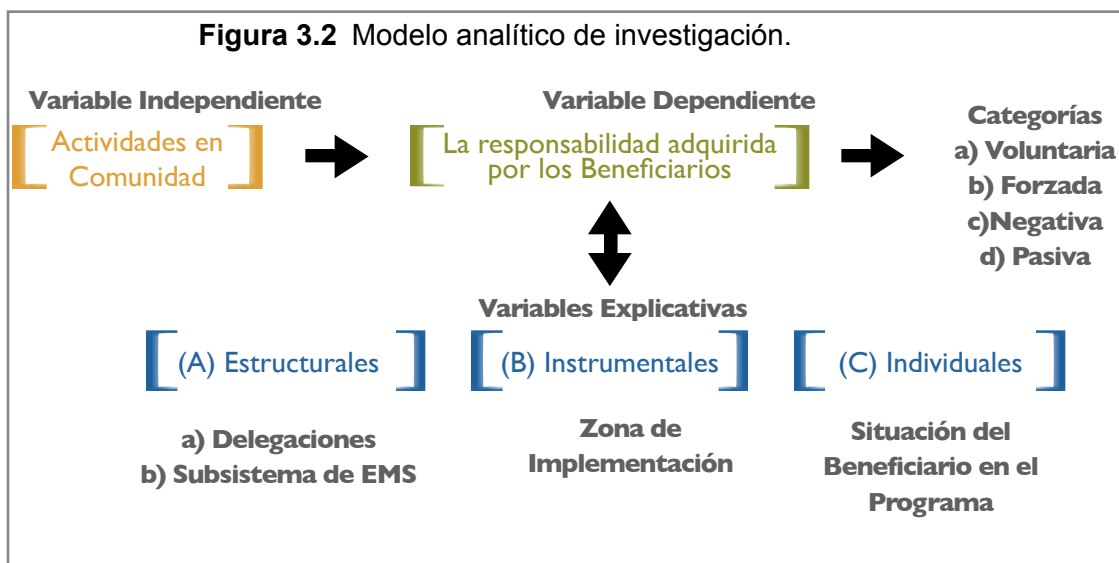 Figura 3.2 Modelo analítico de investigación.
Variable Independiente
Actividades en
Comunidad
Variable Dependiente
La responsabilidad adquirida
por los Beneficiarios
Categorías
a) Voluntaria
b) Forzada
c)Negativa
d) Pasiva
Variables Explicativas
(A) Estructurales
a) Delegaciones
b) Subsistema de EMS
(B) Instrumentales
Zona de
Implementación
(C) Individuales
Situación del
Beneficiario en el
Programa